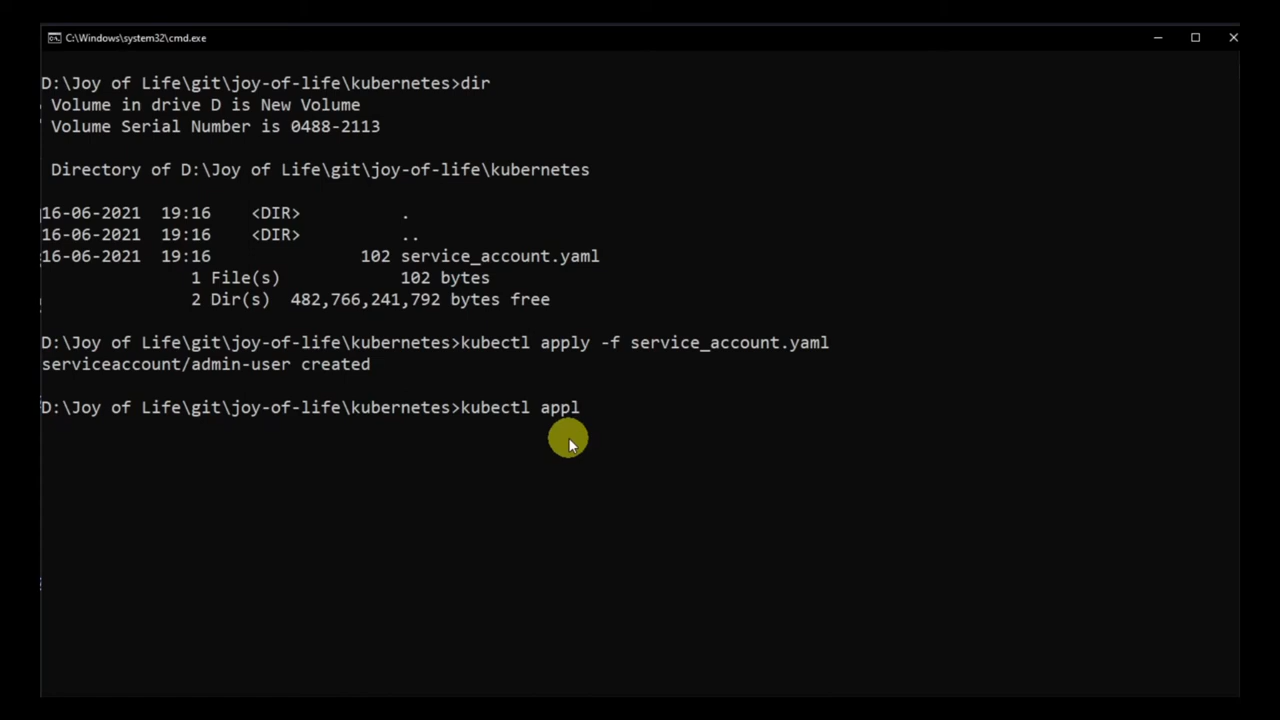 C:\Windows\system32\cmd.exe
D:\Joy of Life\git\joy-of-life\kubernetes>dir
Volume in drive D is New Volume
Volume Serial Number is 0488-2113
Directory of D:\Joy of Life\git\joy-of-life\kubernetes
16-06-2021  19:16    <DIR>          .
16-06-2021  19:16    <DIR>          ..
16-06-2021  19:16               102 service_account.yaml
1 File(s)            102 bytes
2 Dir(s)  482,766,241,792 bytes free
D:\Joy of Life\git\joy-of-life\kubernetes>kubectl apply -f service_account.yaml
serviceaccount/admin-user created
D:\Joy of Life\git\joy-of-life\kubernetes>kubectl appl